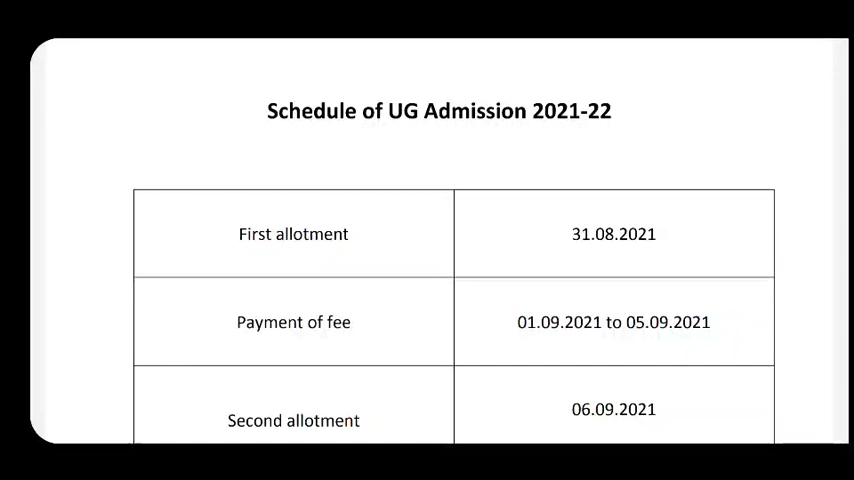 Schedule of UG Admission 2021-22
First allotment 31.08.2021
Payment of fee 01.09.2021 to 05.09.2021
Second allotment 06.09.2021